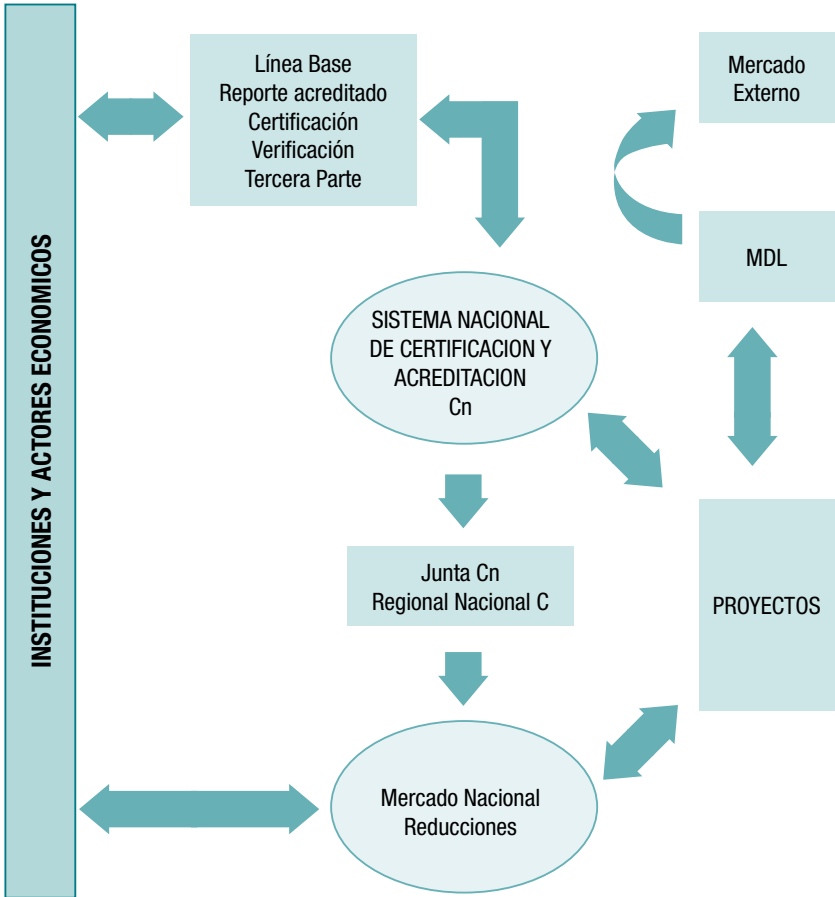 INSTITUCIONES Y ACTORES ECONOMICOS
Línea Base
Reporte acreditado
Certificación
Verificación
Tercera Parte
Mercado
Externo
MDL
SISTEMA NACIONAL
DE CERTIFICACION Y
ACREDITACION
Cn
Junta Cn
Regional Nacional C
PROYECTOS
Mercado Nacional
Reducciones